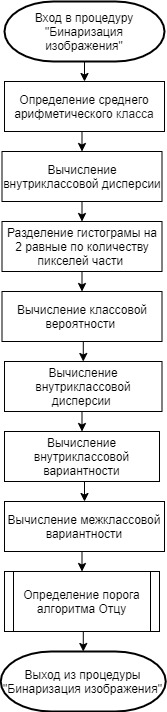 Вход в процедуру
"Бинаризация
изображения"
Определение среднего
арифметического класса
Вычисление
внутриклассовой дисперсии
Разделение гистограмы на
2 равные по количеству
пикселей части
Вычисление классовой
вероятности
Вычисление
внутриклассовой
дисперсии
Вычисление
внутриклассовой
вариантности
Вычисление межклассовой
вариантности
Определение порога
алгоритма Отцу
Выход из процедуры
"Бинаризация изображения"